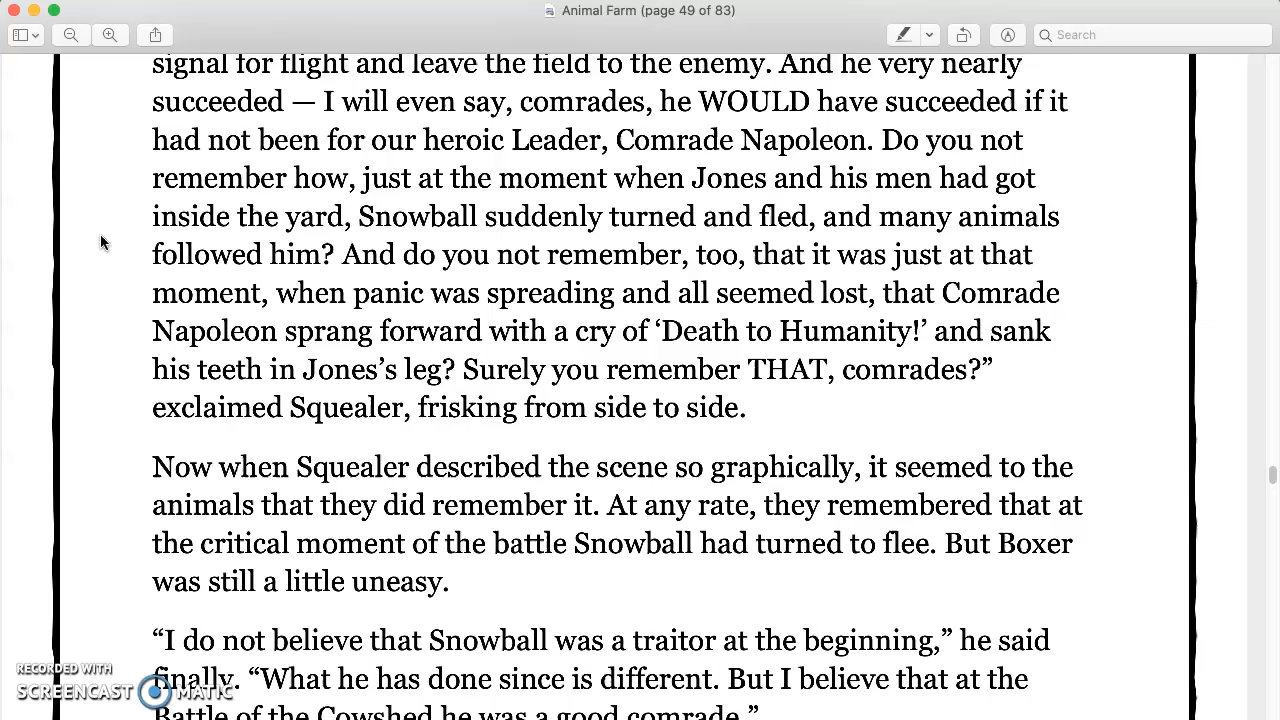 Animal Farm (page 49 of 83)
Search
signal for flight and leave the field to the enemy. And he very nearly
succeeded — I will even say, comrades, he WOULD have succeeded if it
had not been for our heroic Leader, Comrade Napoleon. Do you not
remember how, just at the moment when Jones and his men had got
inside the yard, Snowball suddenly turned and fled, and many animals
followed him? And do you not remember, too, that it was just at that
moment, when panic was spreading and all seemed lost, that Comrade
Napoleon sprang forward with a cry of ‘Death to Humanity!’ and sank
his teeth in Jones’s leg? Surely you remember THAT, comrades?”
exclaimed Squealer, frisking from side to side.
Now when Squealer described the scene so graphically, it seemed to the
animals that they did remember it. At any rate, they remembered that at
the critical moment of the battle Snowball had turned to flee. But Boxer
was still a little uneasy.
“I do not believe that Snowball was a traitor at the beginning,” he said
finally. “What he has done since is different. But I believe that at the
Battle of the Cowshed he was a good comrade.”
RECORDED WITH
SCREENCAST MATIC